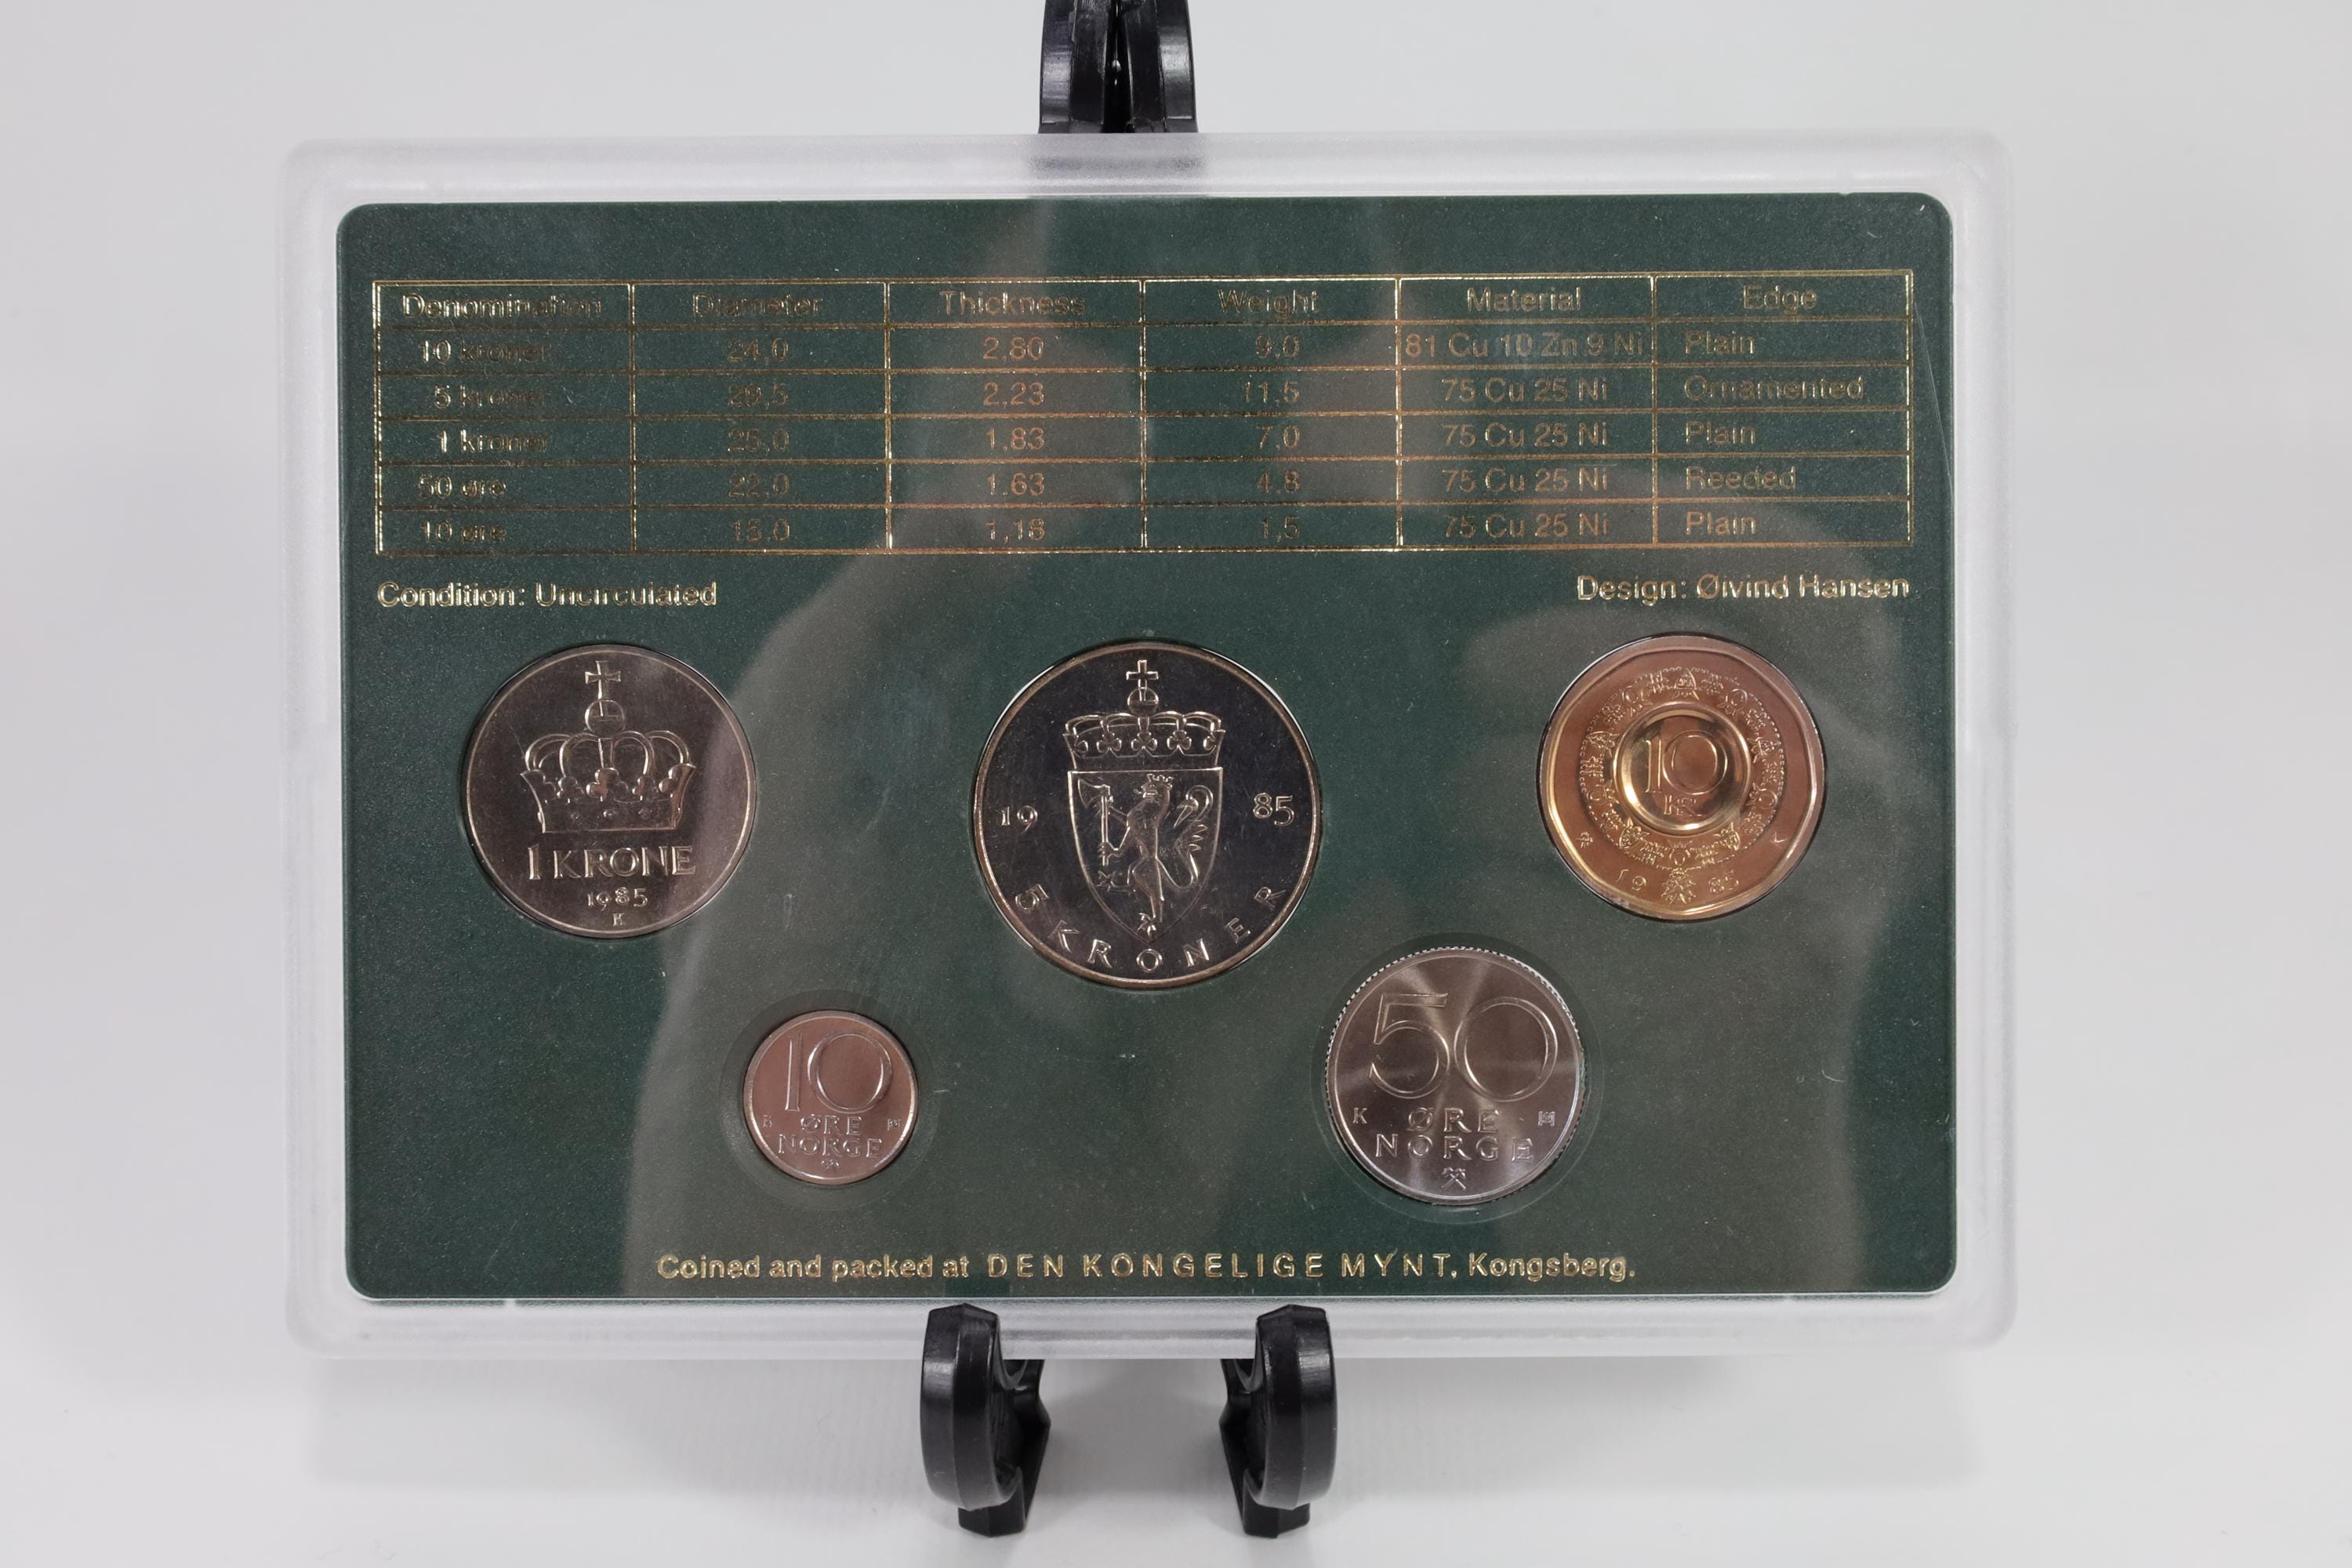 Denomination Diameter Thickness Weight Material Edge
10 kroner 24,0 2,80 9,0 81 Cu 10 Zn 9 Ni Plain
5 kroner 29,5 2,23 11,5 75 Cu 25 Ni Ornamented
1 krone 25,0 1,83 7,0 75 Cu 25 Ni Plain
50 øre 22,0 1.63 4,8 75 Cu 25 Ni Reeded
10 øre 15,0 1,18 1,5 75 Cu 25 Ni Plain
Condition: Uncirculated Design: Øivind Hansen
1 KRONE
1985
K
19 85
5 KRONER
10
KR
19 85
10
ØRE
NORGE
50
K ØRE
NORGE
Coined and packed at DEN KONGELIGE MYNT, Kongsberg.